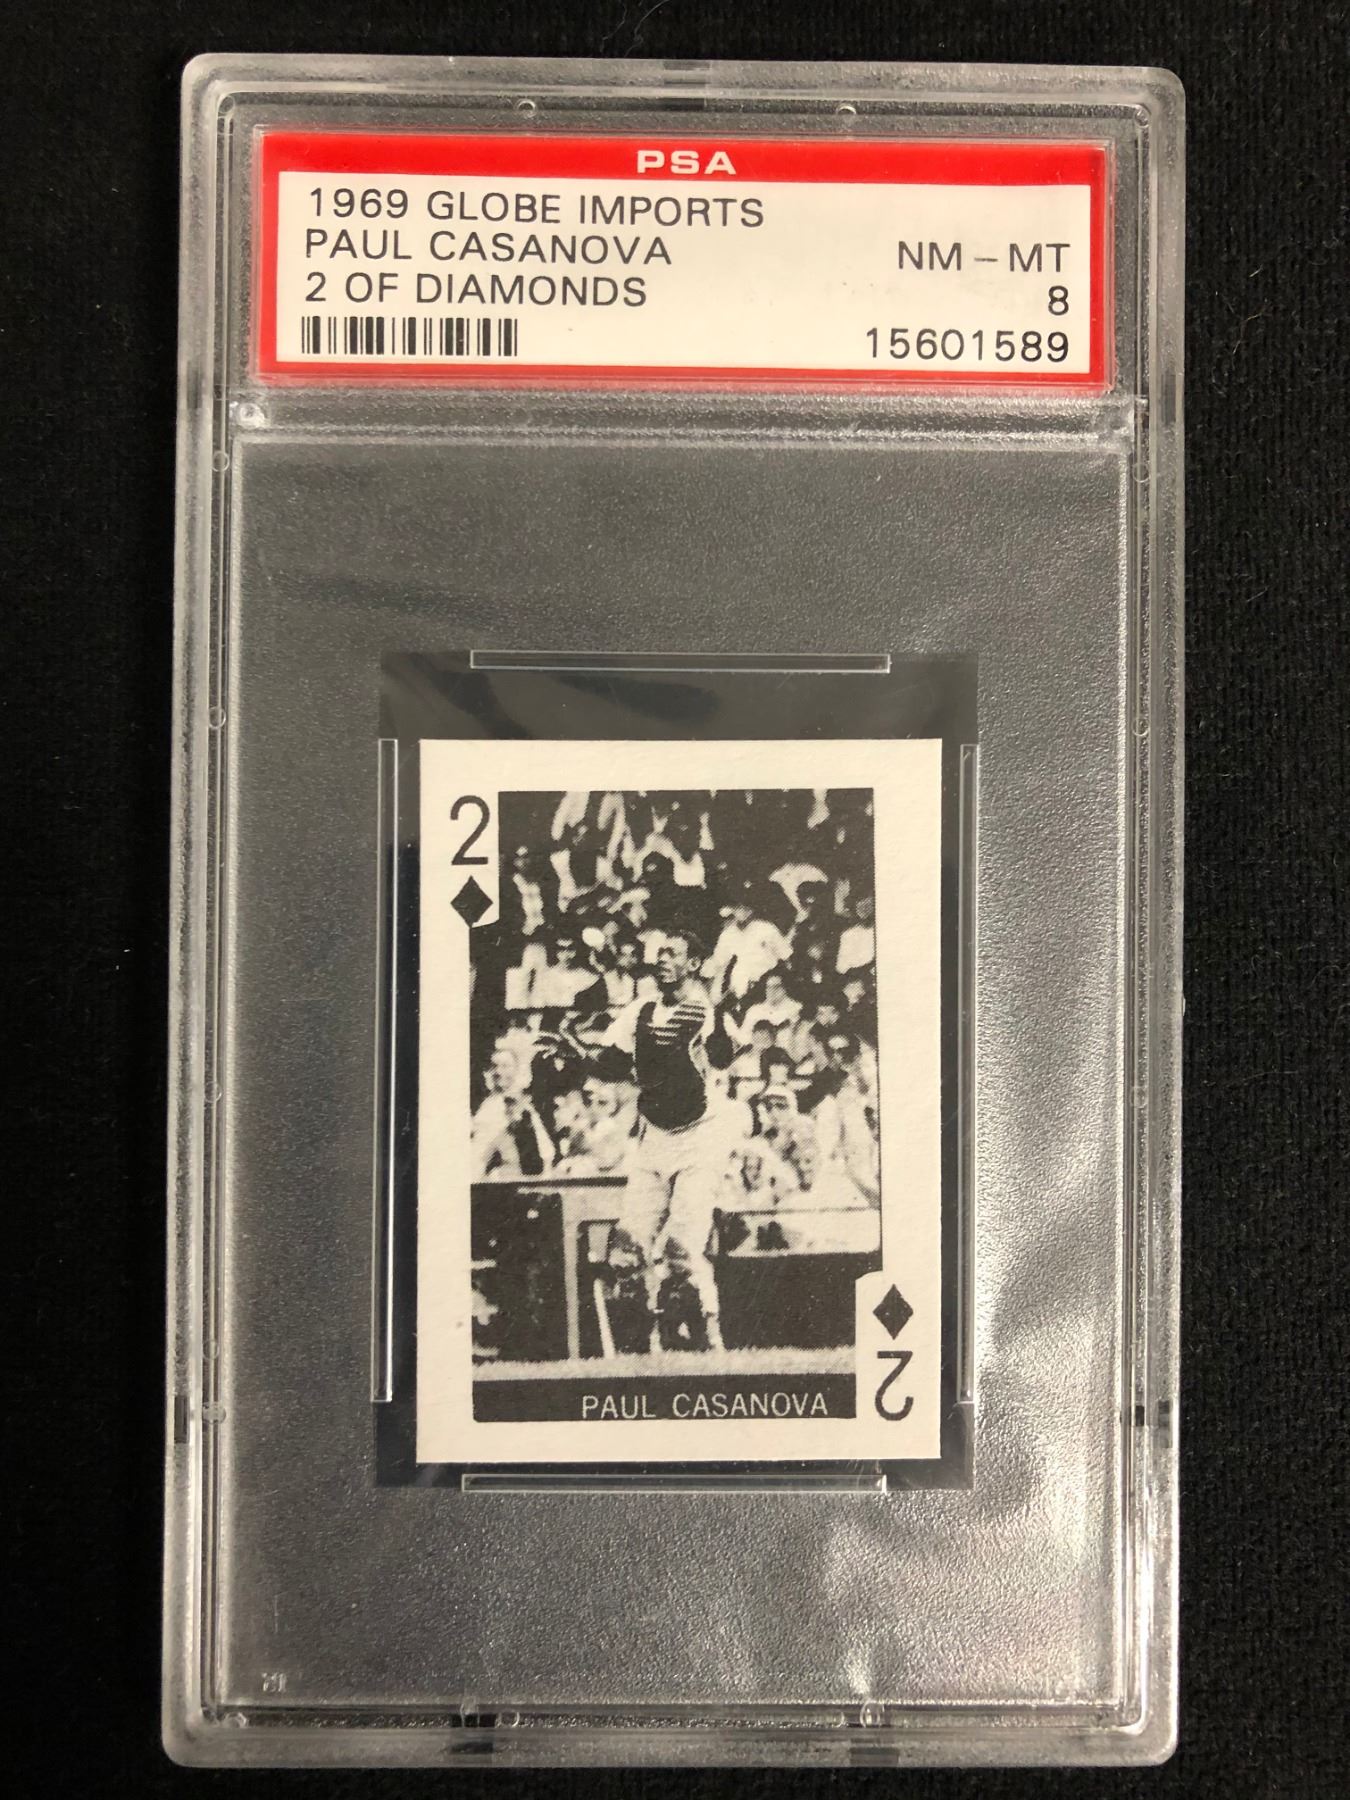 PSA
1969 GLOBE IMPORTS
PAUL CASANOVA
2 OF DIAMONDS
NM - MT
8
15601589
2
PAUL CASANOVA
2